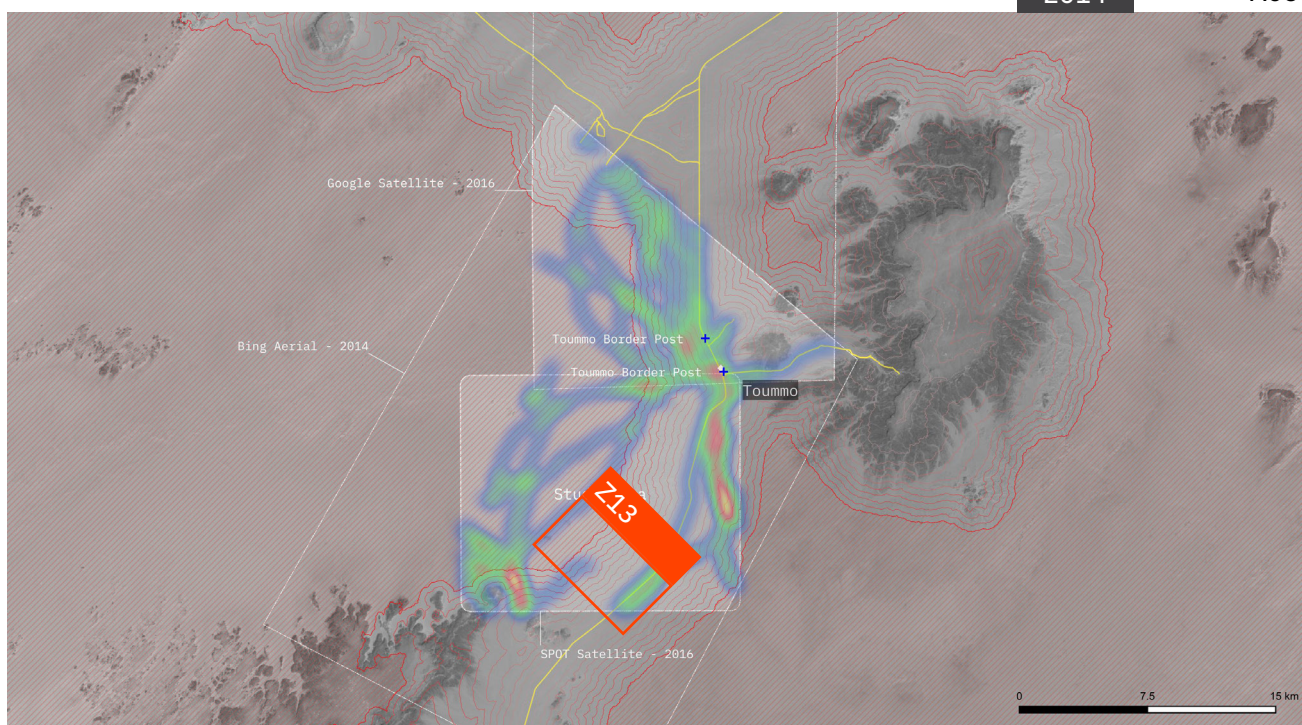 Google Satellite - 2016
Toummo Border Post
Bing Aerial - 2014
Toummo Border Post
Toummo
Z13
SPOT Satellite - 2016
0 7.5 15 km